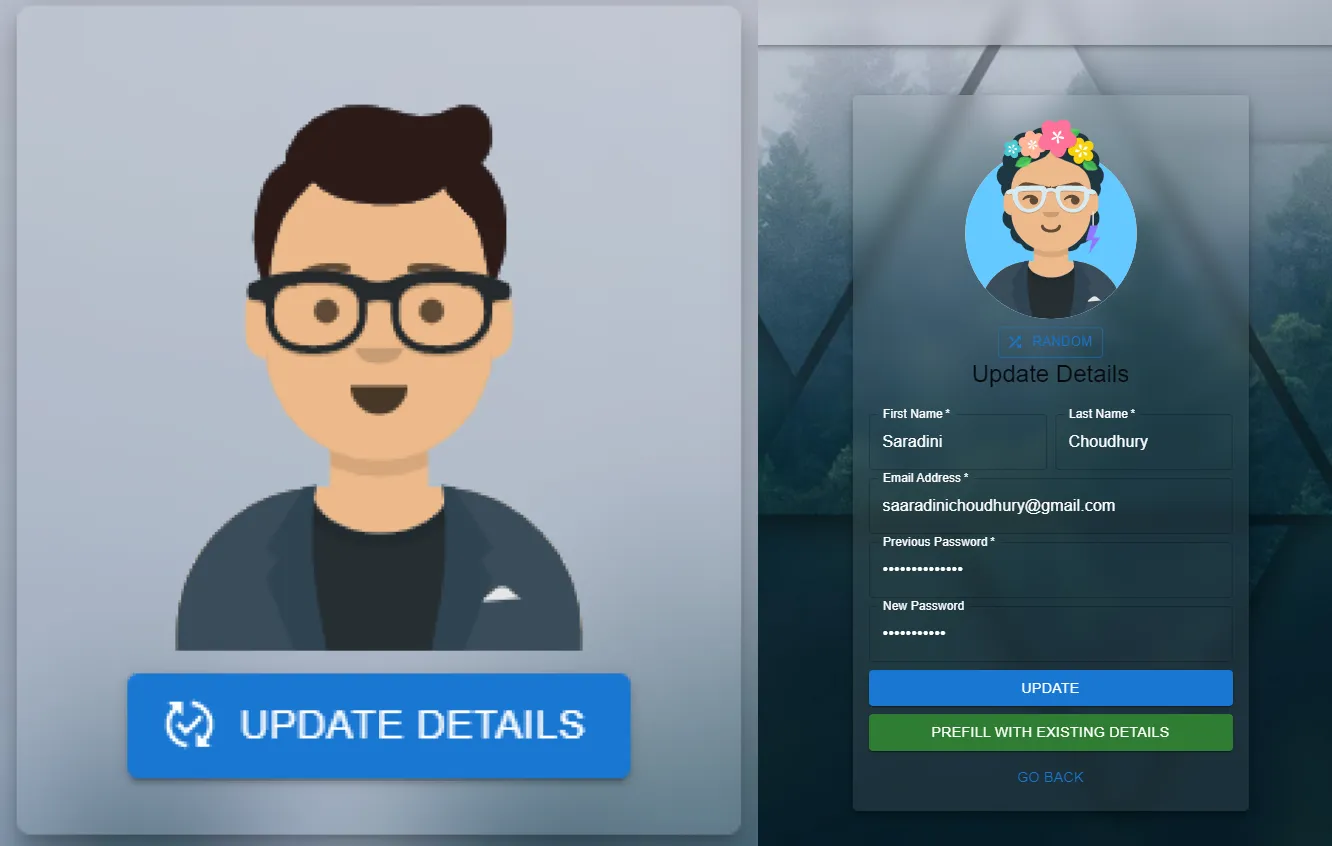 UPDATE DETAILS
RANDOM
Update Details
First Name *
Last Name *
Saradini
Choudhury
Email Address *
saaradinichoudhury@gmail.com
Previous Password *
••••••••••••••
New Password
•••••••••••
UPDATE
PREFILL WITH EXISTING DETAILS
GO BACK